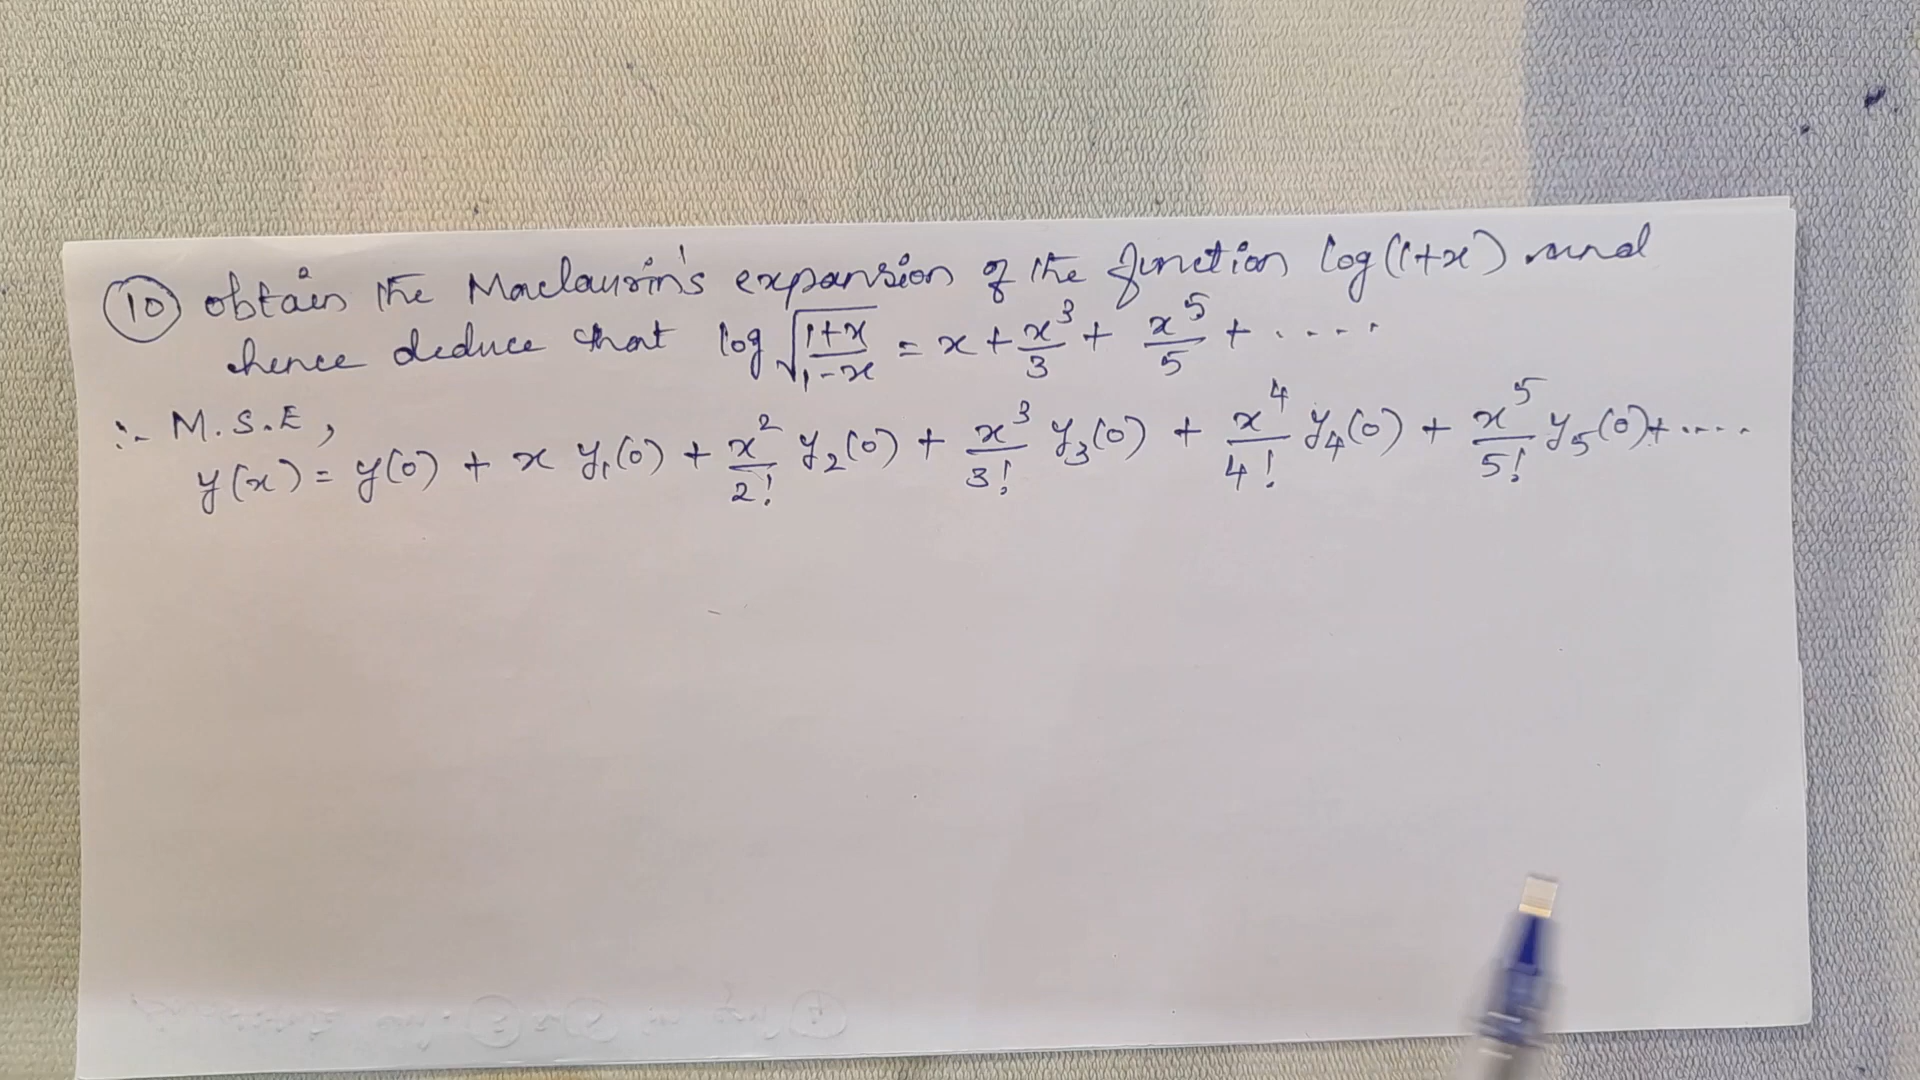 (10) obtain the Maclaurin's expansion of the function log(1+x) and
hence deduce that log √((1+x)/(1-x)) = x + x³/3 + x⁵/5 + .....
:- M.S.E,
y(x) = y(0) + x y₁(0) + x²/2! y₂(0) + x³/3! y₃(0) + x⁴/4! y₄(0) + x⁵/5! y₅(0) + ....